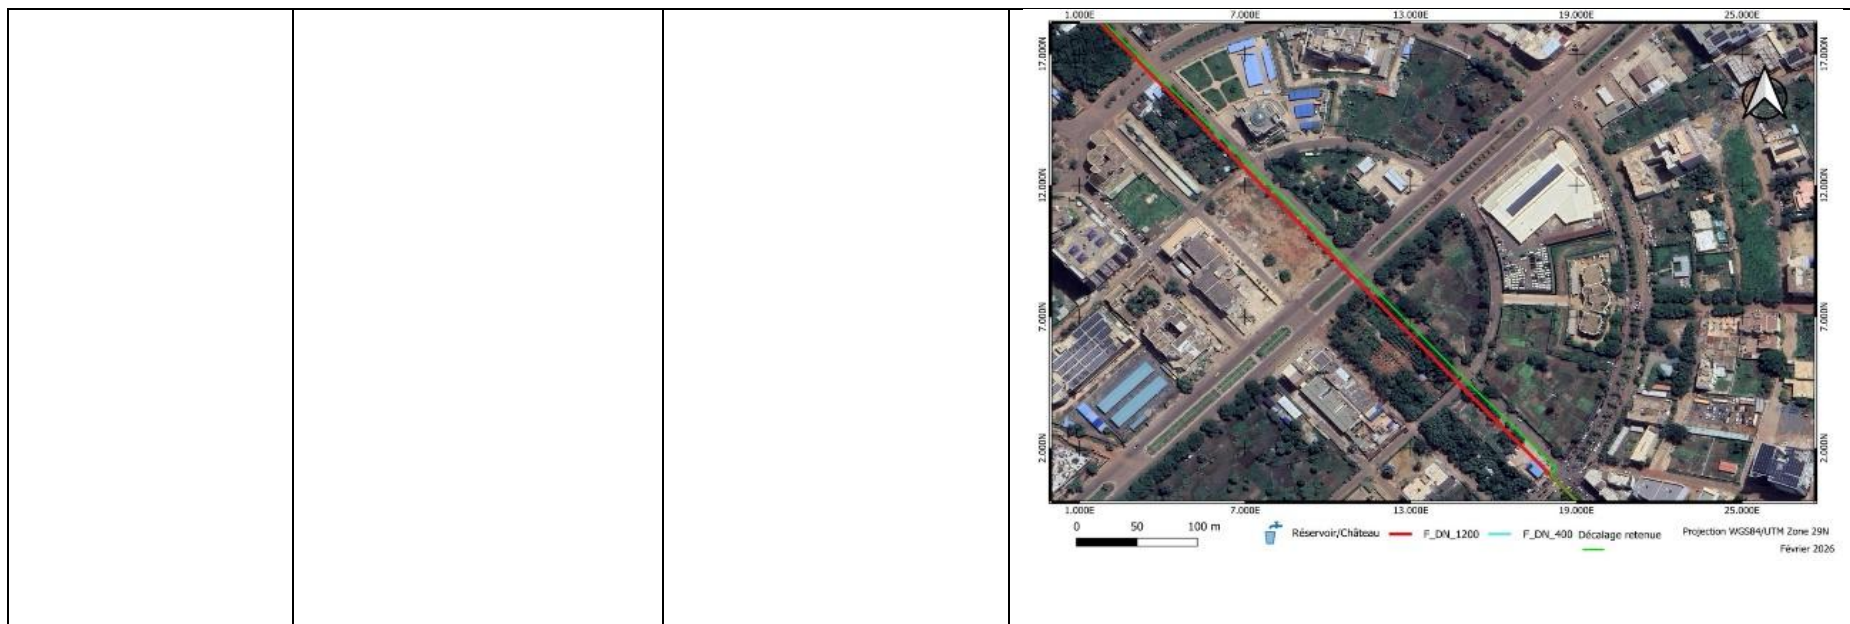 1.000E 7.000E 13.000E 19.000E 25.000E
17.000N 17.000N
12.000N 12.000N
7.000N 7.000N
2.000N 2.000N
1.000E 7.000E 13.000E 19.000E 25.000E
0 50 100 m
Réservoir/Château F_DN_1200 F_DN_400 Décalage retenue
Projection WGS84/UTM Zone 29N
Février 2026